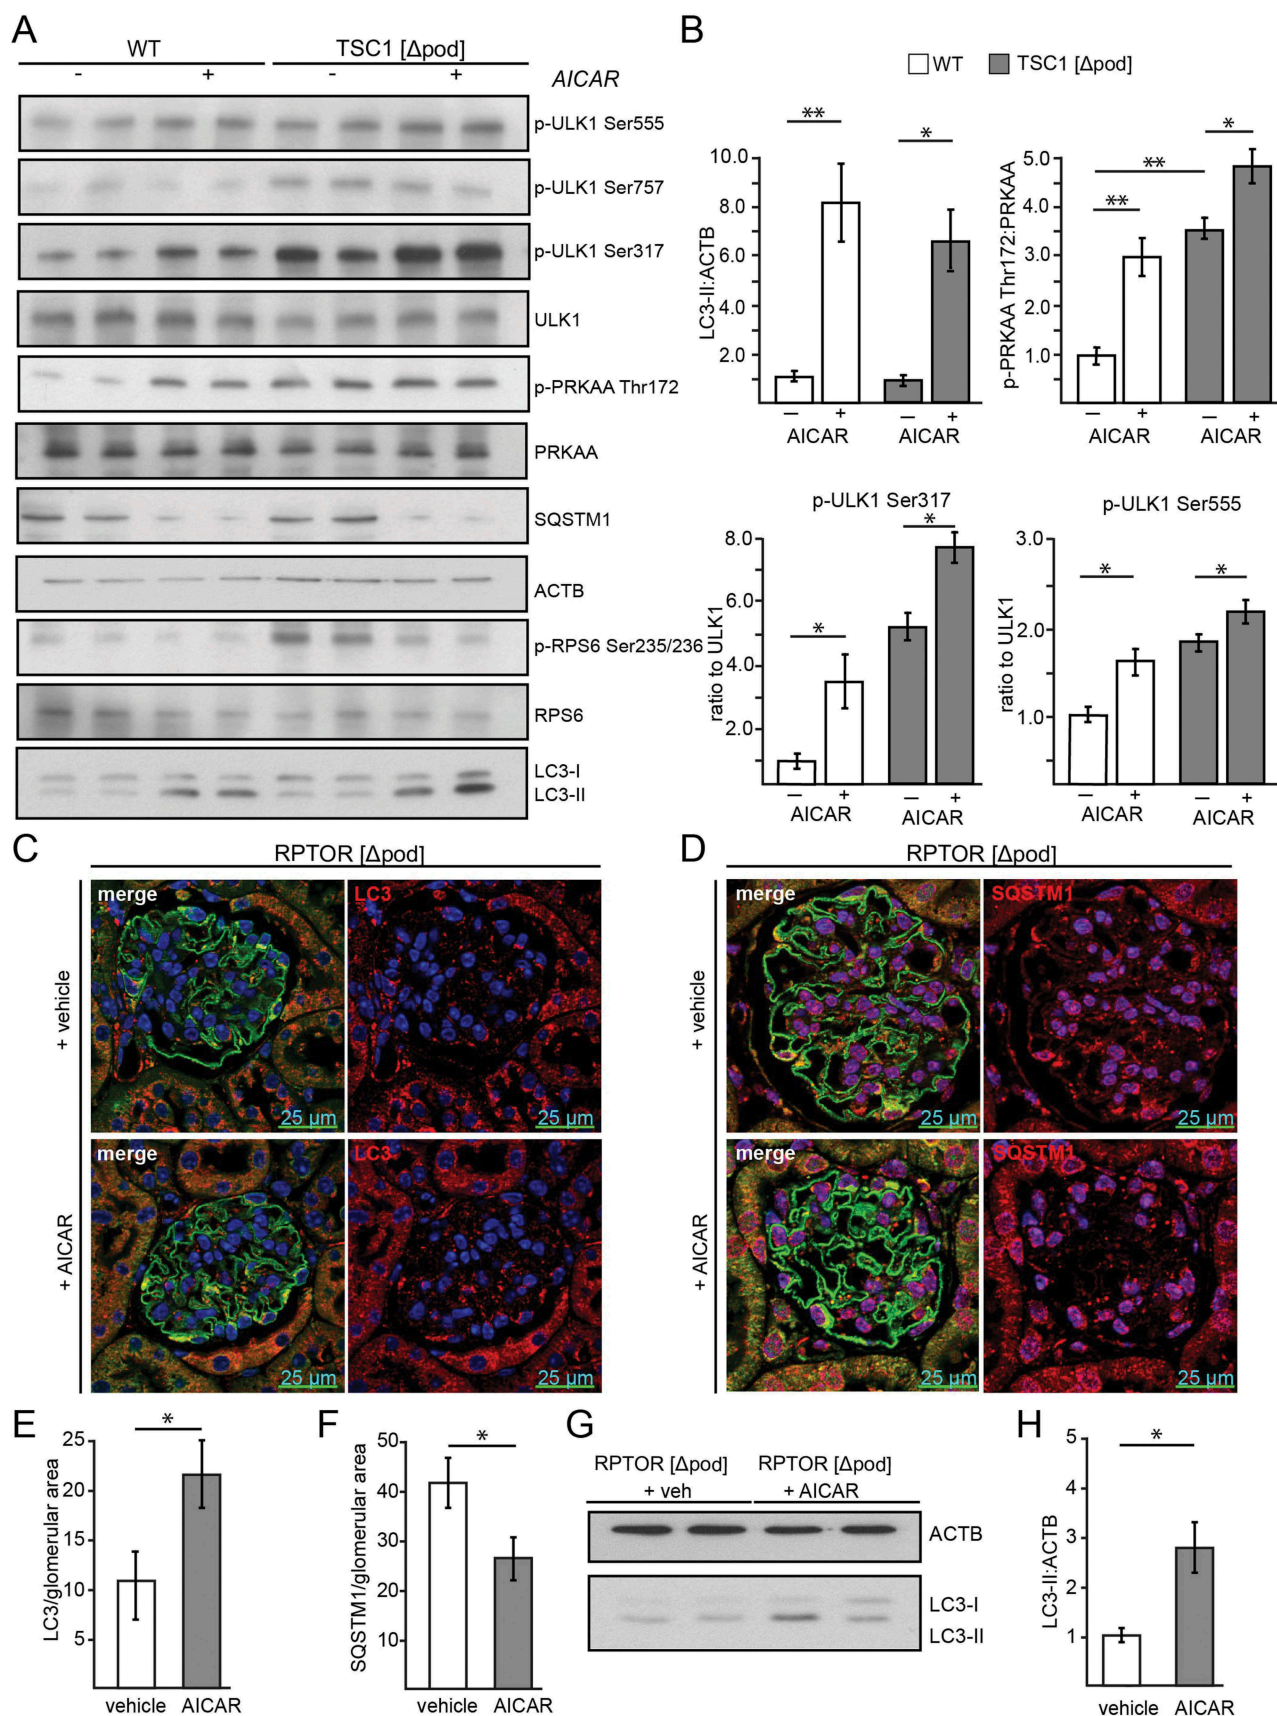 A
WT TSC1 [Δpod]
- + - + AICAR
p-ULK1 Ser555
p-ULK1 Ser757
p-ULK1 Ser317
ULK1
p-PRKAA Thr172
PRKAA
SQSTM1
ACTB
p-RPS6 Ser235/236
RPS6
LC3-I
LC3-II
B
WT TSC1 [Δpod]
LC3-II:ACTB
10.0
8.0
6.0
4.0
2.0
** *
– + – +
AICAR AICAR
p-PRKAA Thr172:PRKAA
5.0
4.0
3.0
2.0
1.0
** ** *
– + – +
AICAR AICAR
p-ULK1 Ser317
ratio to ULK1
8.0
6.0
4.0
2.0
* *
– + – +
AICAR AICAR
p-ULK1 Ser555
ratio to ULK1
3.0
2.0
1.0
* *
– + – +
AICAR AICAR
C
RPTOR [Δpod]
+ vehicle
merge LC3
25 µm 25 µm
+ AICAR
merge LC3
25 µm 25 µm
D
RPTOR [Δpod]
+ vehicle
merge SQSTM1
25 µm 25 µm
+ AICAR
merge SQSTM1
25 µm 25 µm
E
LC3/glomerular area
25
20
15
10
5
*
vehicle AICAR
F
SQSTM1/glomerular area
50
40
30
20
10
*
vehicle AICAR
G
RPTOR [Δpod] RPTOR [Δpod]
+ veh + AICAR
ACTB
LC3-I
LC3-II
H
LC3-II:ACTB
5
4
3
2
1
*
vehicle AICAR